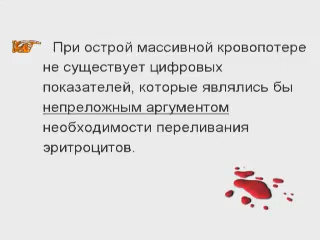 При острой массивной кровопотере
не существует цифровых
показателей, которые являлись бы
непреложным аргументом
необходимости переливания
эритроцитов.